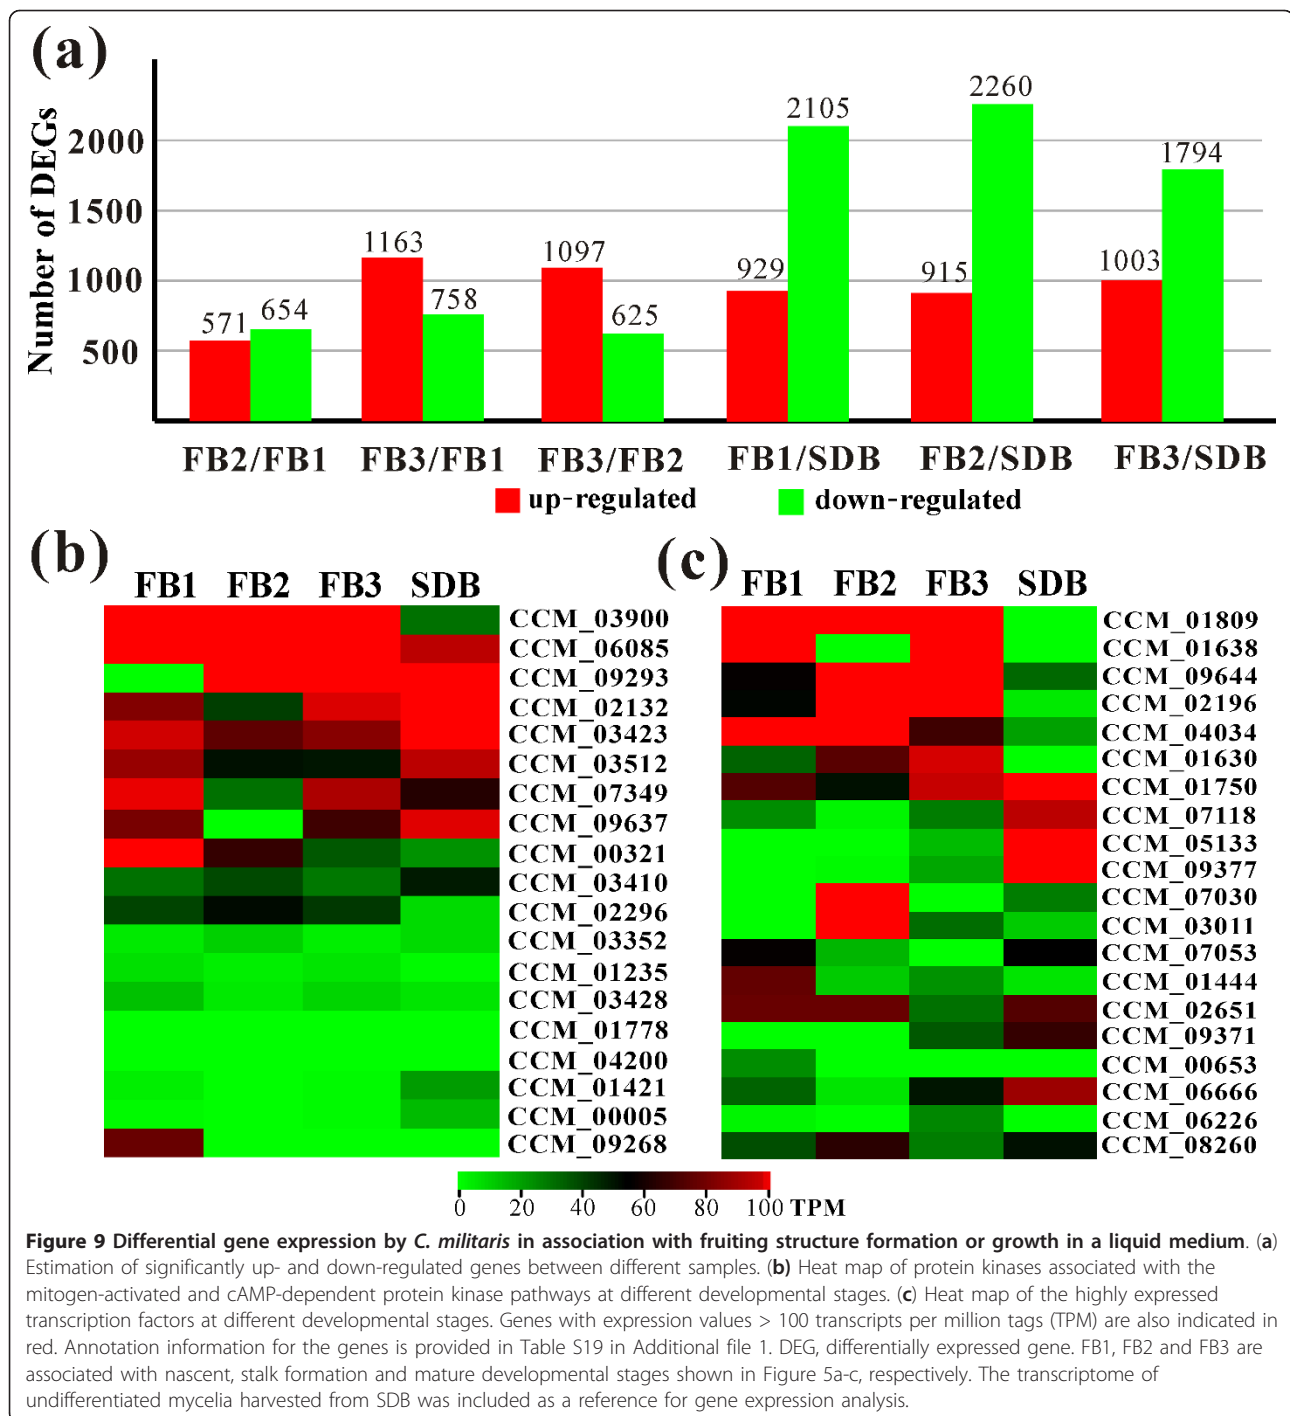 (a)
Number of DEGs
2000
1500
1000
500
571
654
1163
758
1097
625
929
2105
915
2260
1003
1794
FB2/FB1
FB3/FB1
FB3/FB2
FB1/SDB
FB2/SDB
FB3/SDB
up-regulated
down-regulated
(b)
FB1 FB2 FB3 SDB
CCM_03900
CCM_06085
CCM_09293
CCM_02132
CCM_03423
CCM_03512
CCM_07349
CCM_09637
CCM_00321
CCM_03410
CCM_02296
CCM_03352
CCM_01235
CCM_03428
CCM_01778
CCM_04200
CCM_01421
CCM_00005
CCM_09268
(c)
FB1 FB2 FB3 SDB
CCM_01809
CCM_01638
CCM_09644
CCM_02196
CCM_04034
CCM_01630
CCM_01750
CCM_07118
CCM_05133
CCM_09377
CCM_07030
CCM_03011
CCM_07053
CCM_01444
CCM_02651
CCM_09371
CCM_00653
CCM_06666
CCM_06226
CCM_08260
0 20 40 60 80 100 TPM
Figure 9 Differential gene expression by C. militaris in association with fruiting structure formation or growth in a liquid medium. (a)
Estimation of significantly up- and down-regulated genes between different samples. (b) Heat map of protein kinases associated with the
mitogen-activated and cAMP-dependent protein kinase pathways at different developmental stages. (c) Heat map of the highly expressed
transcription factors at different developmental stages. Genes with expression values > 100 transcripts per million tags (TPM) are also indicated in
red. Annotation information for the genes is provided in Table S19 in Additional file 1. DEG, differentially expressed gene. FB1, FB2 and FB3 are
associated with nascent, stalk formation and mature developmental stages shown in Figure 5a-c, respectively. The transcriptome of
undifferentiated mycelia harvested from SDB was included as a reference for gene expression analysis.